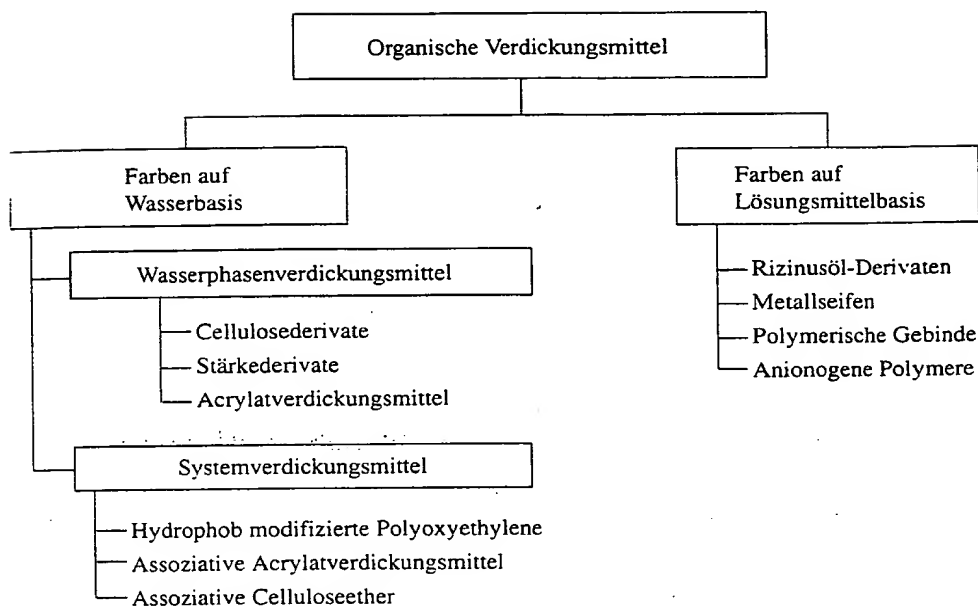 Organische Verdickungsmittel
Farben auf
Wasserbasis
Wasserphasenverdickungsmittel
Cellulosederivate
Stärkederivate
Acrylatverdickungsmittel
Systemverdickungsmittel
Hydrophob modifizierte Polyoxyethylene
Assoziative Acrylatverdickungsmittel
Assoziative Celluloseether
Farben auf
Lösungsmittelbasis
Rizinusöl-Derivaten
Metallseifen
Polymerische Gebinde
Anionogene Polymere